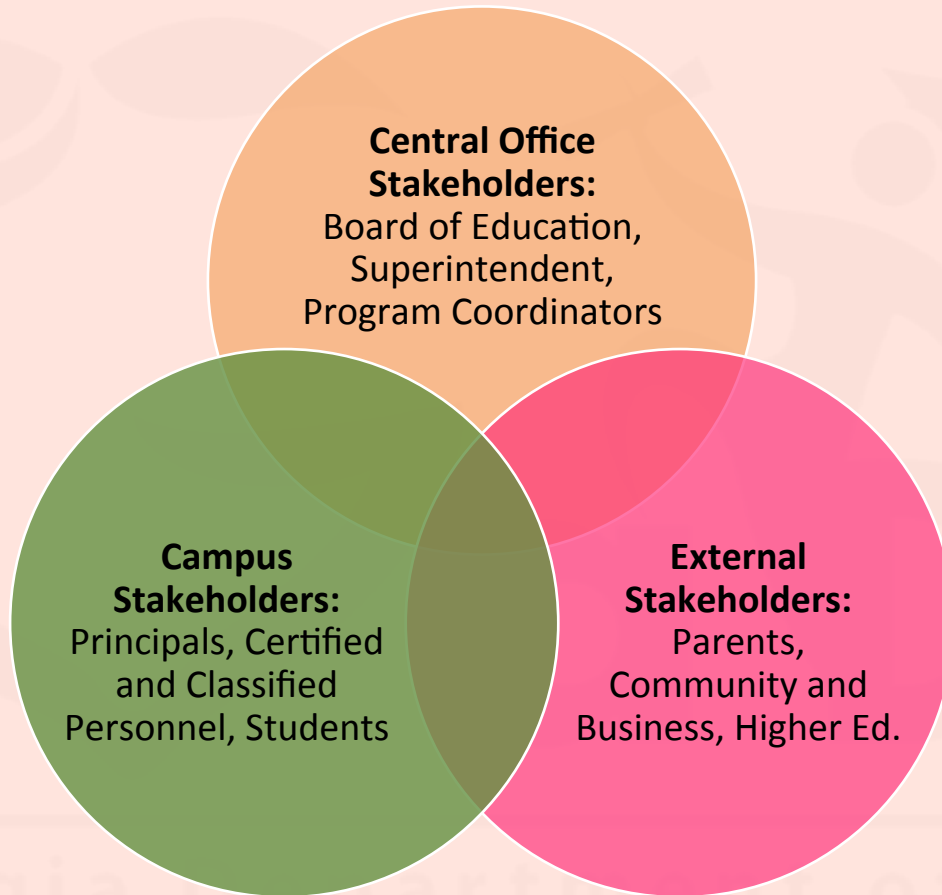 Central Office
Stakeholders:
Board of Education,
Superintendent,
Program Coordinators
Campus
Stakeholders:
Principals, Certified
and Classified
Personnel, Students
External
Stakeholders:
Parents,
Community and
Business, Higher Ed.